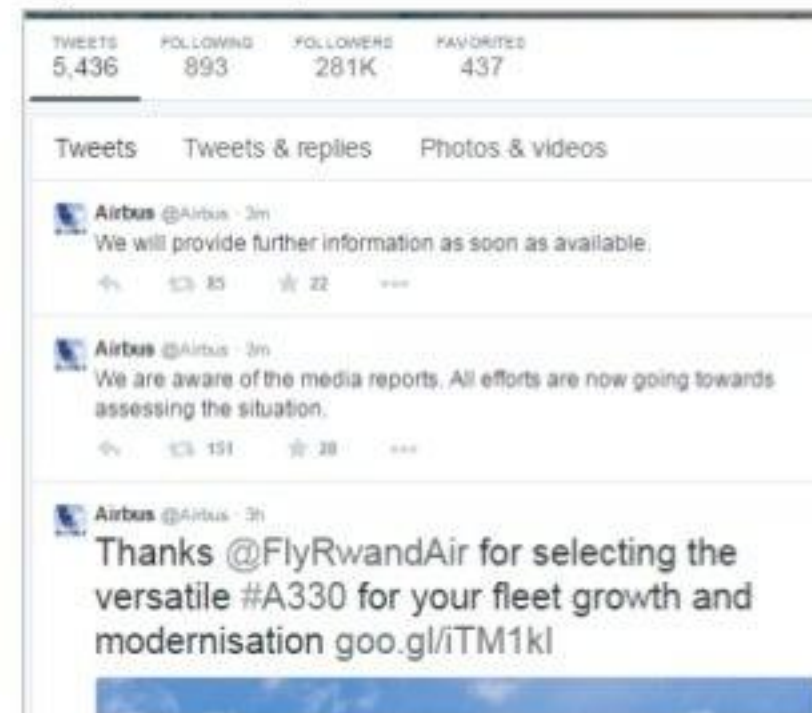 TWEETS FOLLOWING FOLLOWERS FAVORITES
5,436 893 281K 437
Tweets Tweets & replies Photos & videos
Airbus @Airbus · 3m
We will provide further information as soon as available.
85 22
Airbus @Airbus · 3m
We are aware of the media reports. All efforts are now going towards
assessing the situation.
151 28
Airbus @Airbus · 3h
Thanks @FlyRwandAir for selecting the
versatile #A330 for your fleet growth and
modernisation goo.gl/iTM1kI